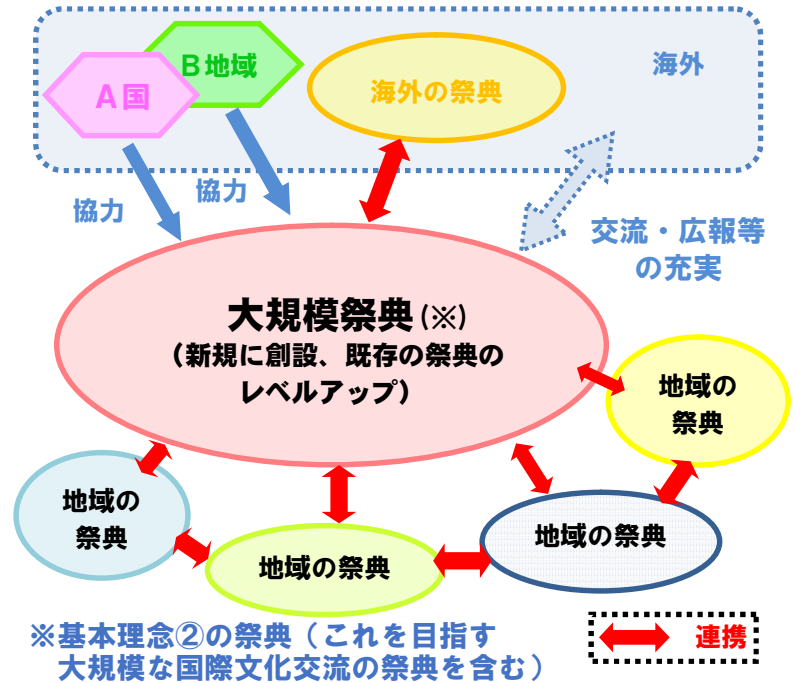 B地域
A国
海外の祭典
海外
協力
協力
交流・広報等
の充実
大規模祭典(※)
（新規に創設、既存の祭典の
レベルアップ）
地域の
祭典
地域の
祭典
地域の祭典
地域の祭典
※基本理念②の祭典（これを目指す
大規模な国際文化交流の祭典を含む）
連携